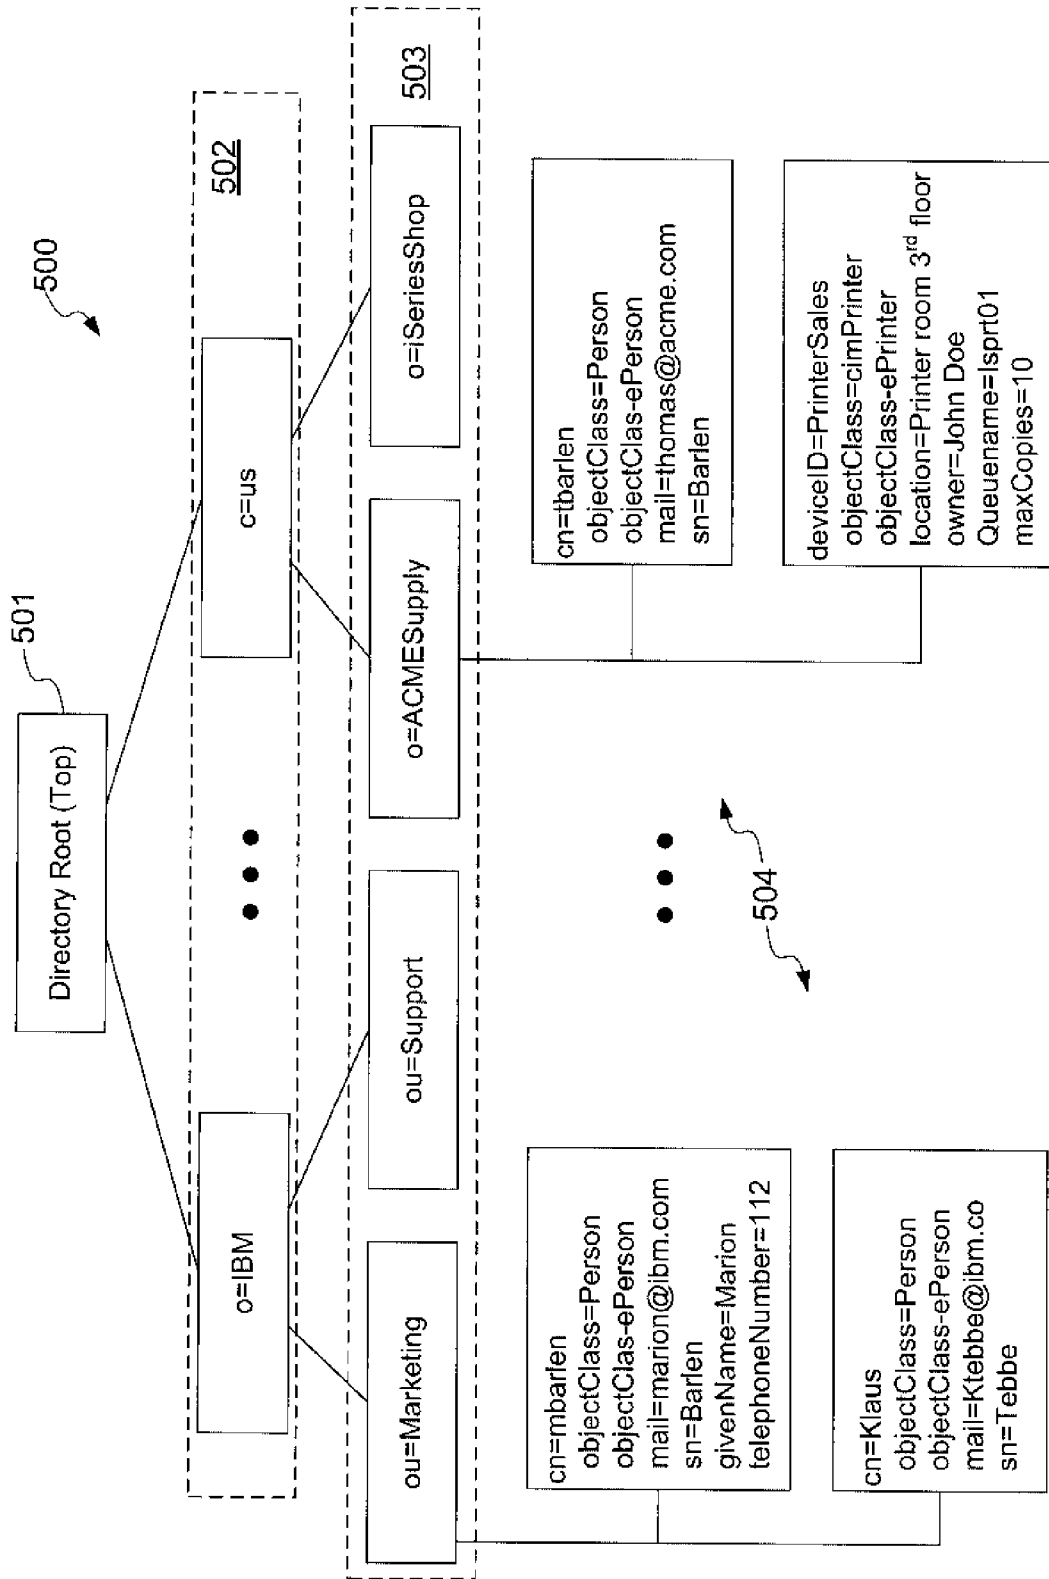 500
Directory Root (Top)
501
502
o=IBM
c=us
503
ou=Marketing
ou=Support
o=ACMESupply
o=iSeriesShop
cn=mbarlen
objectClass=Person
objectClas-ePerson
mail=marion@ibm.com
sn=Barlen
givenName=Marion
telephoneNumber=112
cn=Klaus
objectClass=Person
objectClass-ePerson
mail=Ktebbe@ibm.co
sn=Tebbe
504
cn=tbarlen
objectClass=Person
objectClas-ePerson
mail=thomas@acme.com
sn=Barlen
deviceID=PrinterSales
objectClass=cimPrinter
objectClass-ePrinter
location=Printer room 3rd floor
owner=John Doe
Queuename=lsprt01
maxCopies=10